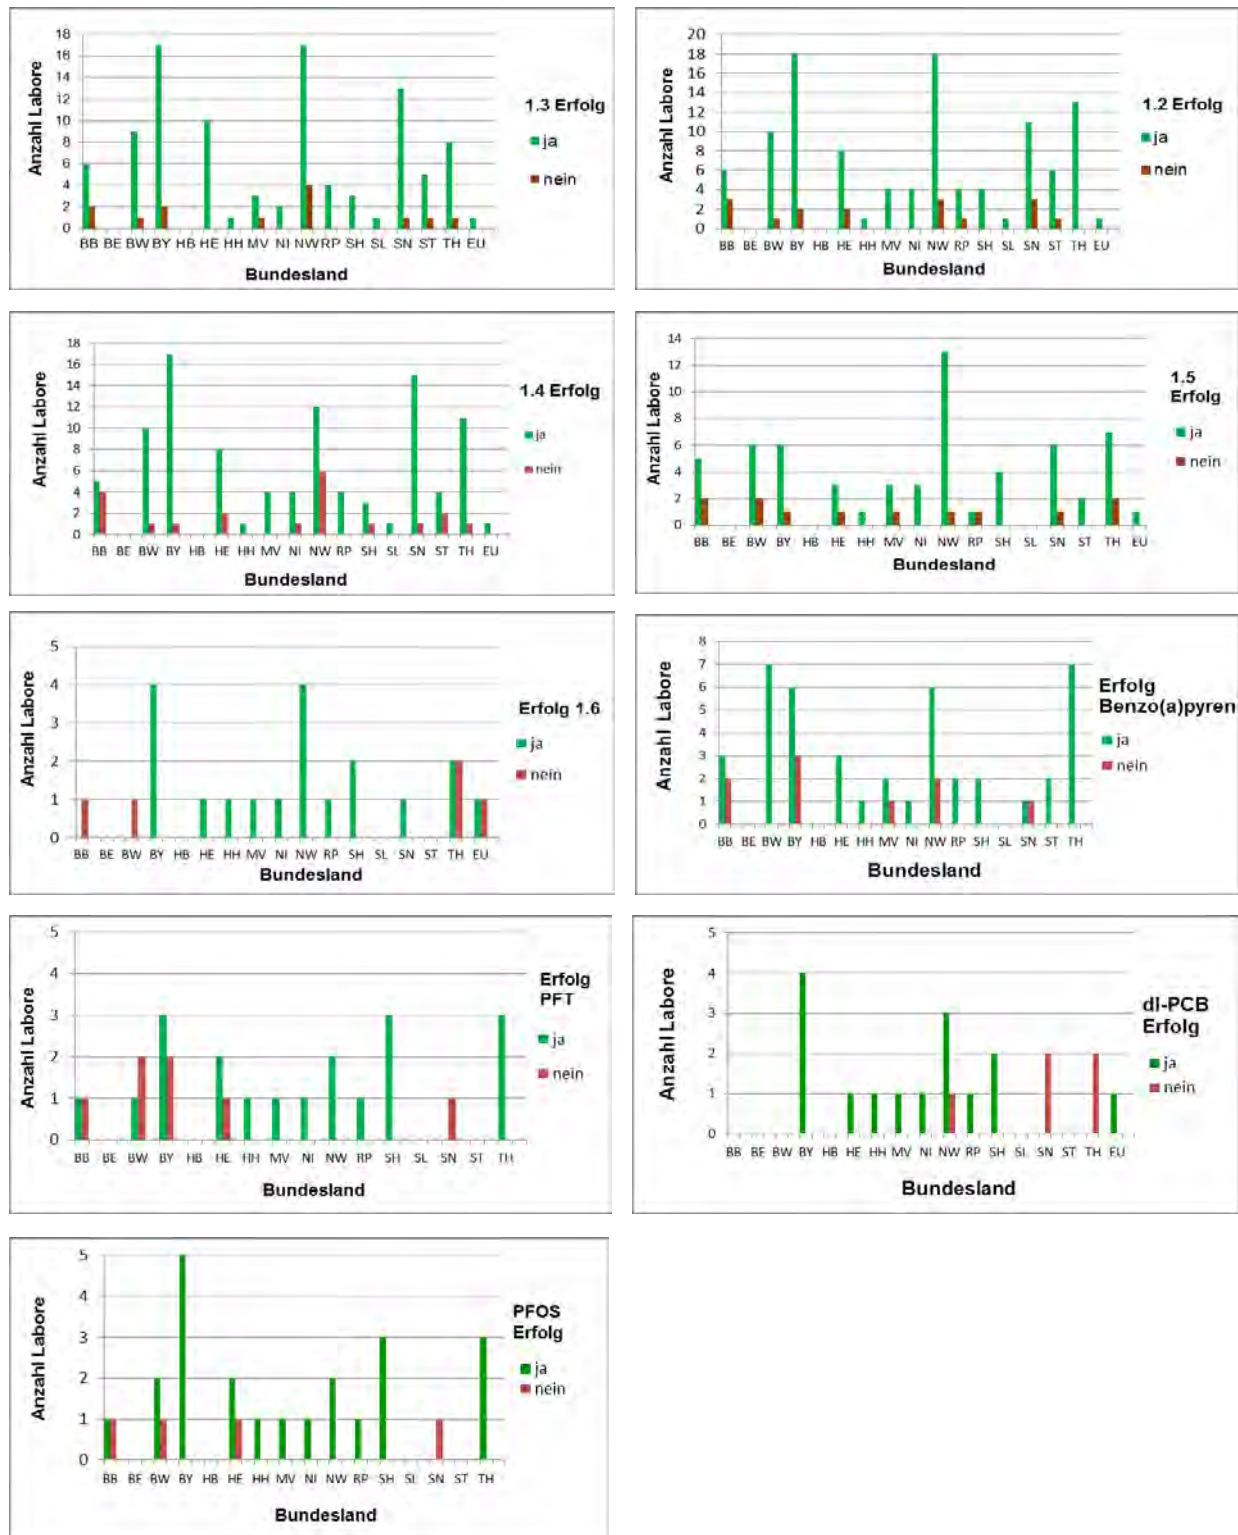 18
16
14
12
10
8
6
4
2
0
Anzahl Labore
BB BE BW BY HB HE HH MV NI NW RP SH SL SN ST TH EU
Bundesland
1.3 Erfolg
ja
nein
20
18
16
14
12
10
8
6
4
2
0
Anzahl Labore
BB BE BW BY HB HE HH MV NI NW RP SH SL SN ST TH EU
Bundesland
1.2 Erfolg
ja
nein
18
16
14
12
10
8
6
4
2
0
Anzahl Labore
BB BE BW BY HB HE HH MV NI NW RP SH SL SN ST TH EU
Bundesland
1.4 Erfolg
ja
nein
14
12
10
8
6
4
2
0
Anzahl Labore
BB BE BW BY HB HE HH MV NI NW RP SH SL SN ST TH EU
Bundesland
1.5
Erfolg
ja
nein
5
4
3
2
1
0
Anzahl Labore
BB BE BW BY HB HE HH MV NI NW RP SH SL SN ST TH EU
Bundesland
Erfolg 1.6
ja
nein
8
7
6
5
4
3
2
1
0
Anzahl Labore
BB BE BW BY HB HE HH MV NI NW RP SH SL SN ST TH
Bundesland
Erfolg
Benzo(a)pyren
ja
nein
5
4
3
2
1
0
Anzahl Labore
BB BE BW BY HB HE HH MV NI NW RP SH SL SN ST TH
Bundesland
Erfolg
PFT
ja
nein
5
4
3
2
1
0
Anzahl Labore
BB BE BW BY HB HE HH MV NI NW RP SH SL SN ST TH EU
Bundesland
dl-PCB
Erfolg
ja
nein
5
4
3
2
1
0
Anzahl Labore
BB BE BW BY HB HE HH MV NI NW RP SH SL SN ST TH
Bundesland
PFOS
Erfolg
ja
nein